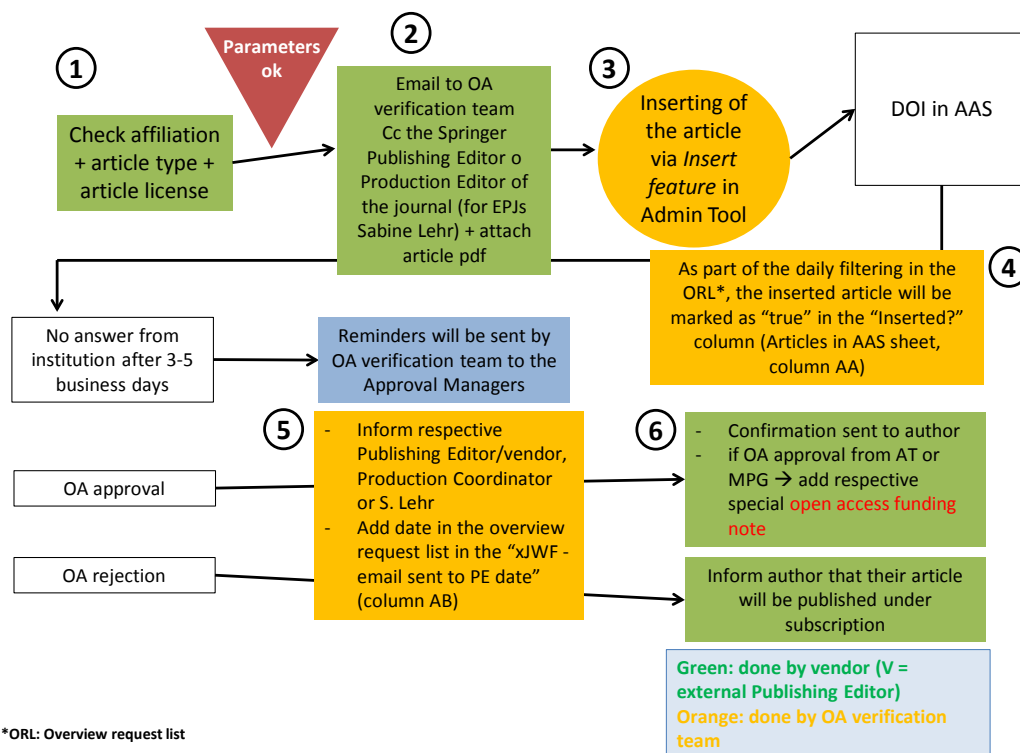 1
Check affiliation
+ article type +
article license
Parameters
ok
2
Email to OA
verification team
Cc the Springer
Publishing Editor o
Production Editor of
the journal (for EPJs
Sabine Lehr) + attach
article pdf
3
Inserting of
the article
via Insert
feature in
Admin Tool
DOI in AAS
4
As part of the daily filtering in the
ORL*, the inserted article will be
marked as “true” in the “Inserted?”
column (Articles in AAS sheet,
column AA)
No answer from
institution after 3-5
business days
Reminders will be sent by
OA verification team to the
Approval Managers
OA approval
OA rejection
5
- Inform respective
Publishing Editor/vendor,
Production Coordinator
or S. Lehr
- Add date in the overview
request list in the “xJWF -
email sent to PE date”
(column AB)
6
- Confirmation sent to author
- if OA approval from AT or
MPG → add respective
special open access funding
note
Inform author that their article
will be published under
subscription
Green: done by vendor (V =
external Publishing Editor)
Orange: done by OA verification
team
*ORL: Overview request list